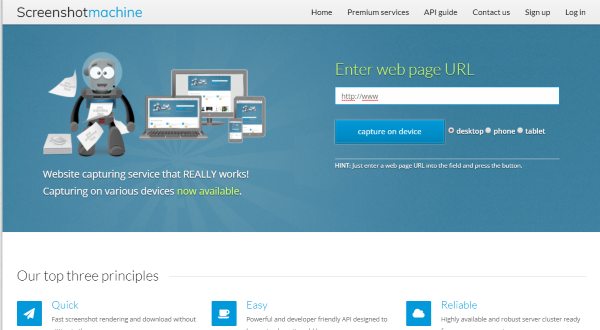 Screenshotmachine
Home Premium services API guide Contact us Sign up Log in
Enter web page URL
http://www
capture on device desktop phone tablet
HINT: Just enter a web page URL into the field and press the button.
Website capturing service that REALLY works!
Capturing on various devices now available.
Our top three principles
Quick
Fast screenshot rendering and download without
Easy
Powerful and developer friendly API designed to
Reliable
Highly available and robust server cluster ready